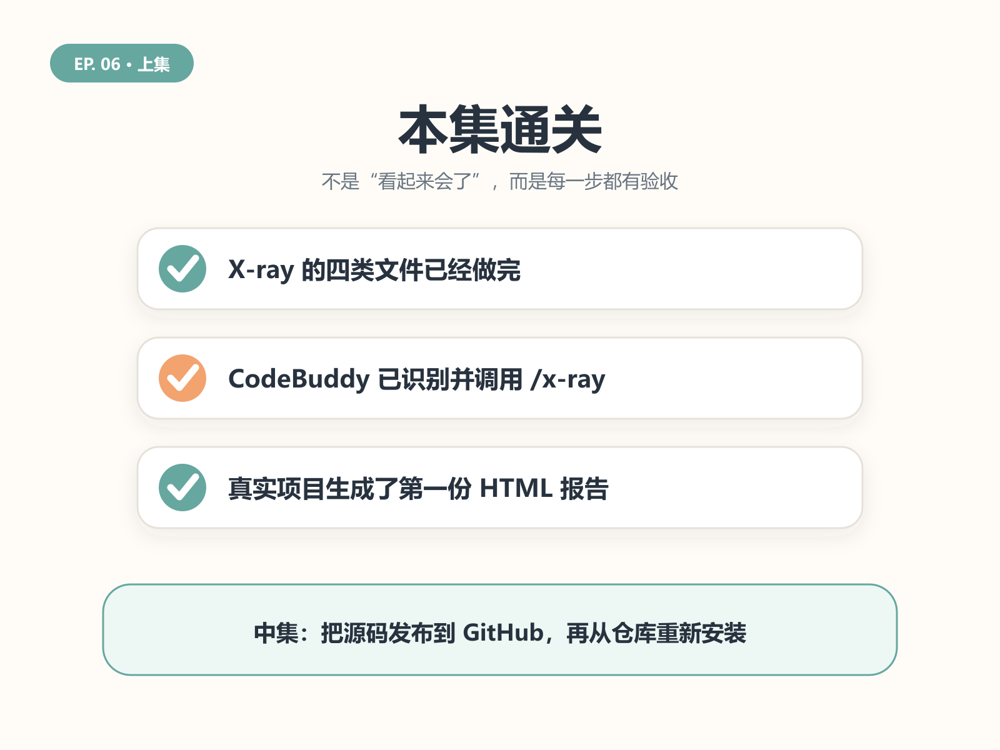 EP. 06 · 上集
本集通关
不是“看起来会了”，而是每一步都有验收
X-ray 的四类文件已经做完
CodeBuddy 已识别并调用 /x-ray
真实项目生成了第一份 HTML 报告
中集：把源码发布到 GitHub，再从仓库重新安装